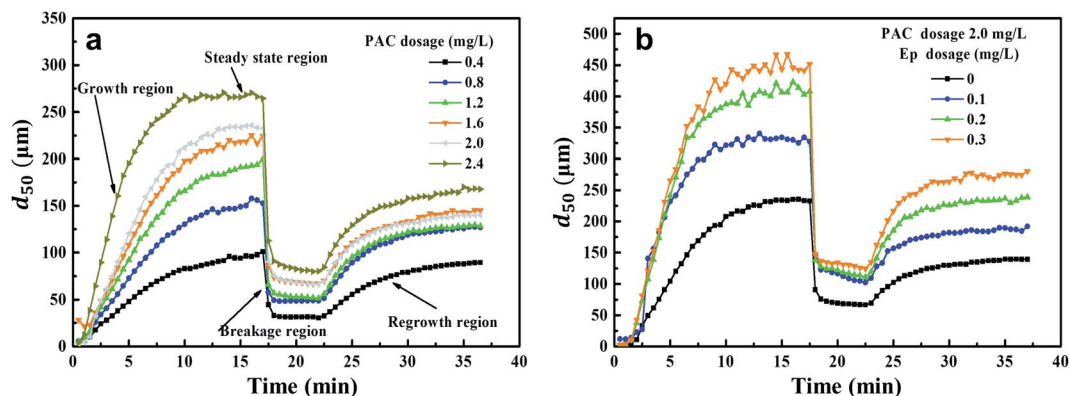 a
PAC dosage (mg/L)
0.4
0.8
1.2
1.6
2.0
2.4
Steady state region
Growth region
Breakage region
Regrowth region
350
300
250
200
150
100
50
0
d50 (μm)
0 5 10 15 20 25 30 35 40
Time (min)
b
PAC dosage 2.0 mg/L
Ep dosage (mg/L)
0
0.1
0.2
0.3
500
450
400
350
300
250
200
150
100
50
0
d50 (μm)
0 5 10 15 20 25 30 35 40
Time (min)